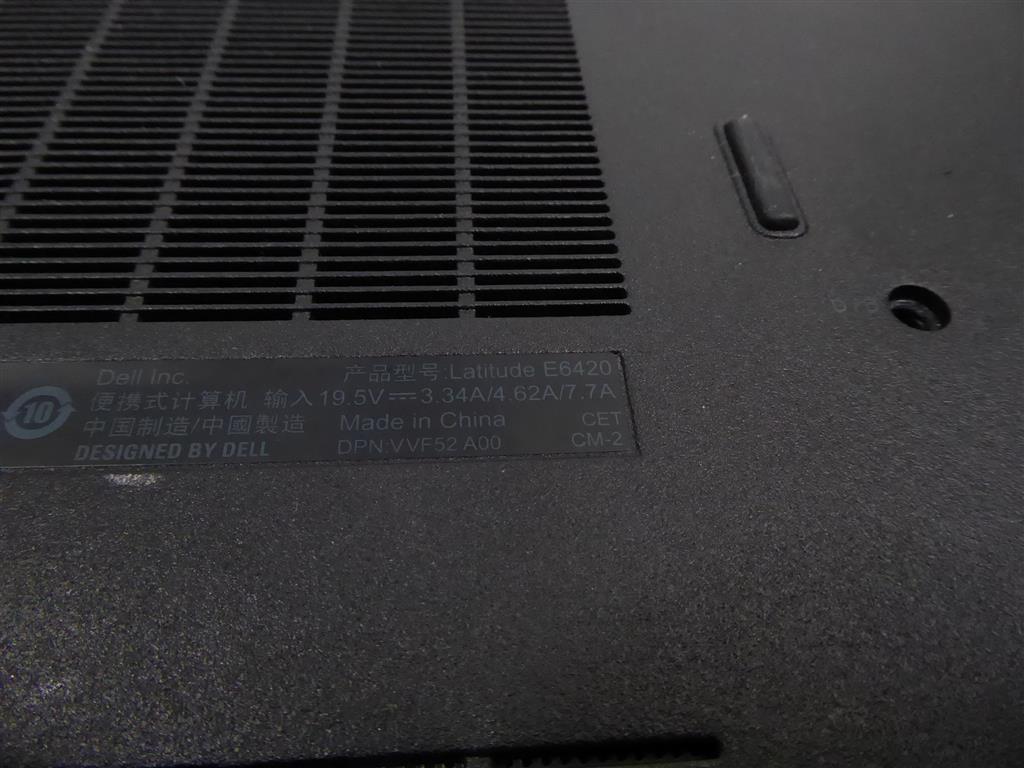 Dell Inc. 产品型号:Latitude E6420
便携式计算机 输入 19.5V⎓3.34A/4.62A/7.7A
10 中国制造/中國製造 Made in China CET
DESIGNED BY DELL DPN:VVF52 A00 CM-2